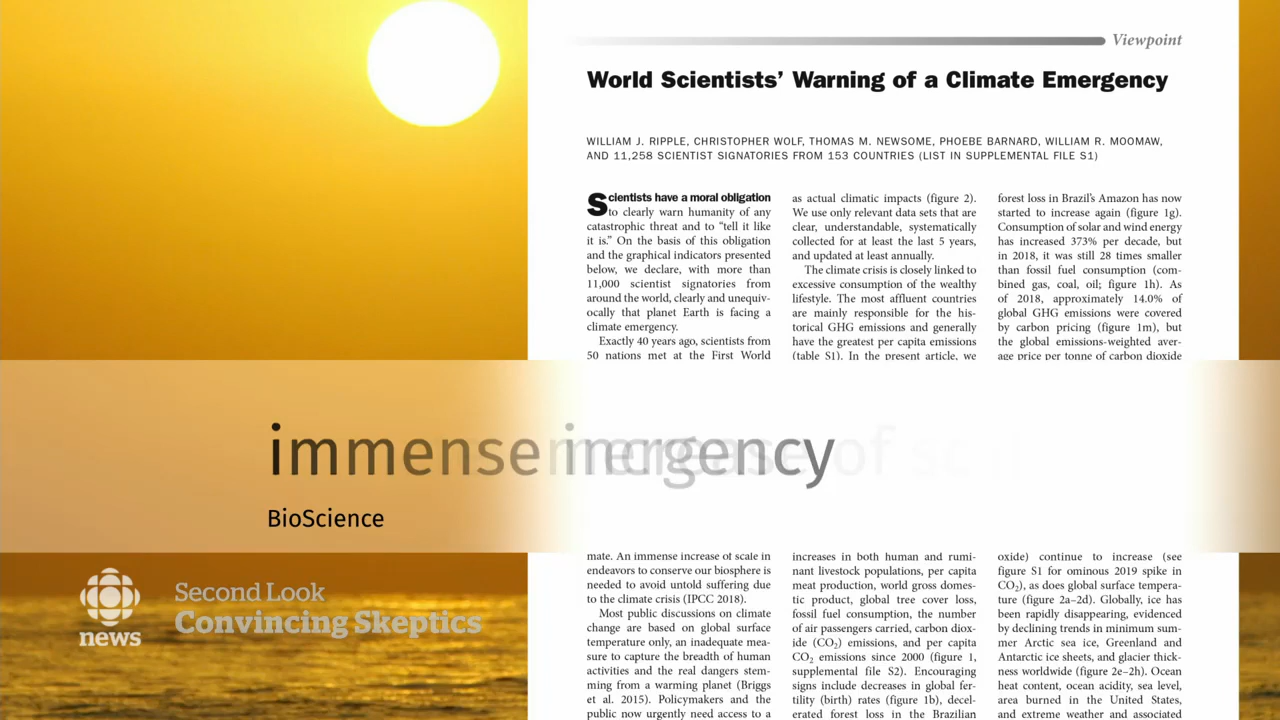 Viewpoint
World Scientists’ Warning of a Climate Emergency
WILLIAM J. RIPPLE, CHRISTOPHER WOLF, THOMAS M. NEWSOME, PHOEBE BARNARD, WILLIAM R. MOOMAW,
AND 11,258 SCIENTIST SIGNATORIES FROM 153 COUNTRIES (LIST IN SUPPLEMENTAL FILE S1)
Scientists have a moral obligation
to clearly warn humanity of any
catastrophic threat and to “tell it like
it is.” On the basis of this obligation
and the graphical indicators presented
below, we declare, with more than
11,000 scientist signatories from
around the world, clearly and unequiv-
ocally that planet Earth is facing a
climate emergency.
Exactly 40 years ago, scientists from
50 nations met at the First World
as actual climatic impacts (figure 2).
We use only relevant data sets that are
clear, understandable, systematically
collected for at least the last 5 years,
and updated at least annually.
The climate crisis is closely linked to
excessive consumption of the wealthy
lifestyle. The most affluent countries
are mainly responsible for the his-
torical GHG emissions and generally
have the greatest per capita emissions
(table S1). In the present article, we
forest loss in Brazil’s Amazon has now
started to increase again (figure 1g).
Consumption of solar and wind energy
has increased 373% per decade, but
in 2018, it was still 28 times smaller
than fossil fuel consumption (com-
bined gas, coal, oil; figure 1h). As
of 2018, approximately 14.0% of
global GHG emissions were covered
by carbon pricing (figure 1m), but
the global emissions-weighted aver-
age price per tonne of carbon dioxide
immense of
BioScience
mate. An immense increase of scale in
endeavors to conserve our biosphere is
needed to avoid untold suffering due
to the climate crisis (IPCC 2018).
Most public discussions on climate
change are based on global surface
temperature only, an inadequate mea-
sure to capture the breadth of human
activities and the real dangers stem-
ming from a warming planet (Briggs
et al. 2015). Policymakers and the
public now urgently need access to a
increases in both human and rumi-
nant livestock populations, per capita
meat production, world gross domes-
tic product, global tree cover loss,
fossil fuel consumption, the number
of air passengers carried, carbon diox-
ide (CO₂) emissions, and per capita
CO₂ emissions since 2000 (figure 1,
supplemental file S2). Encouraging
signs include decreases in global fer-
tility (birth) rates (figure 1b), decel-
erated forest loss in the Brazilian
oxide) continue to increase (see
figure S1 for ominous 2019 spike in
CO₂), as does global surface tempera-
ture (figure 2a–2d). Globally, ice has
been rapidly disappearing, evidenced
by declining trends in minimum sum-
mer Arctic sea ice, Greenland and
Antarctic ice sheets, and glacier thick-
ness worldwide (figure 2e–2h). Ocean
heat content, ocean acidity, sea level,
area burned in the United States,
and extreme weather and associated
news
Second Look
Convincing Skeptics